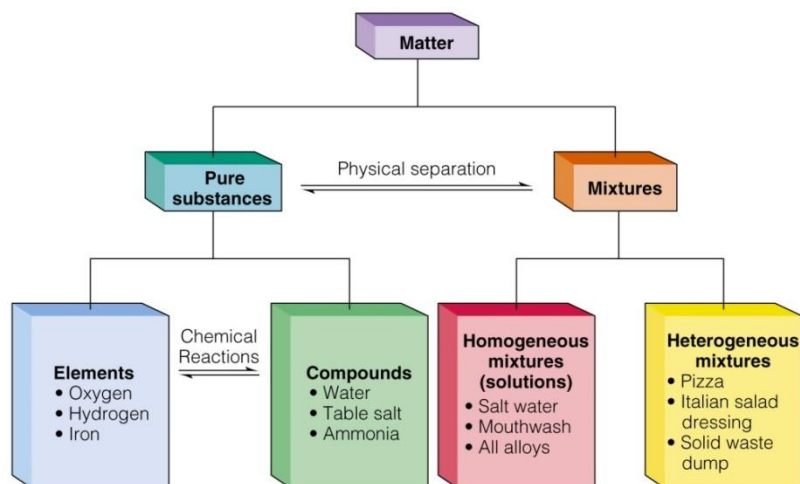 Matter
Pure
substances
Physical separation
Mixtures
Elements
• Oxygen
• Hydrogen
• Iron
Chemical
Reactions
Compounds
• Water
• Table salt
• Ammonia
Homogeneous
mixtures
(solutions)
• Salt water
• Mouthwash
• All alloys
Heterogeneous
mixtures
• Pizza
• Italian salad
dressing
• Solid waste
dump